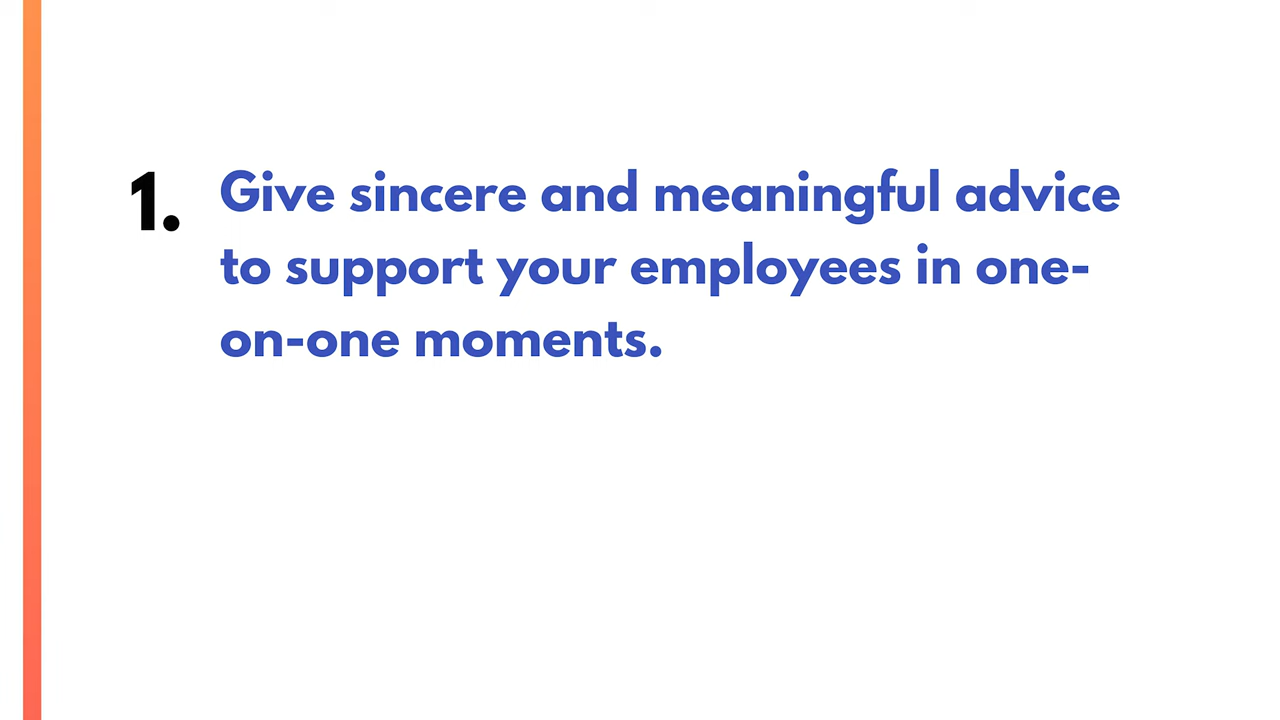 1. Give sincere and meaningful advice
to support your employees in one-
on-one moments.